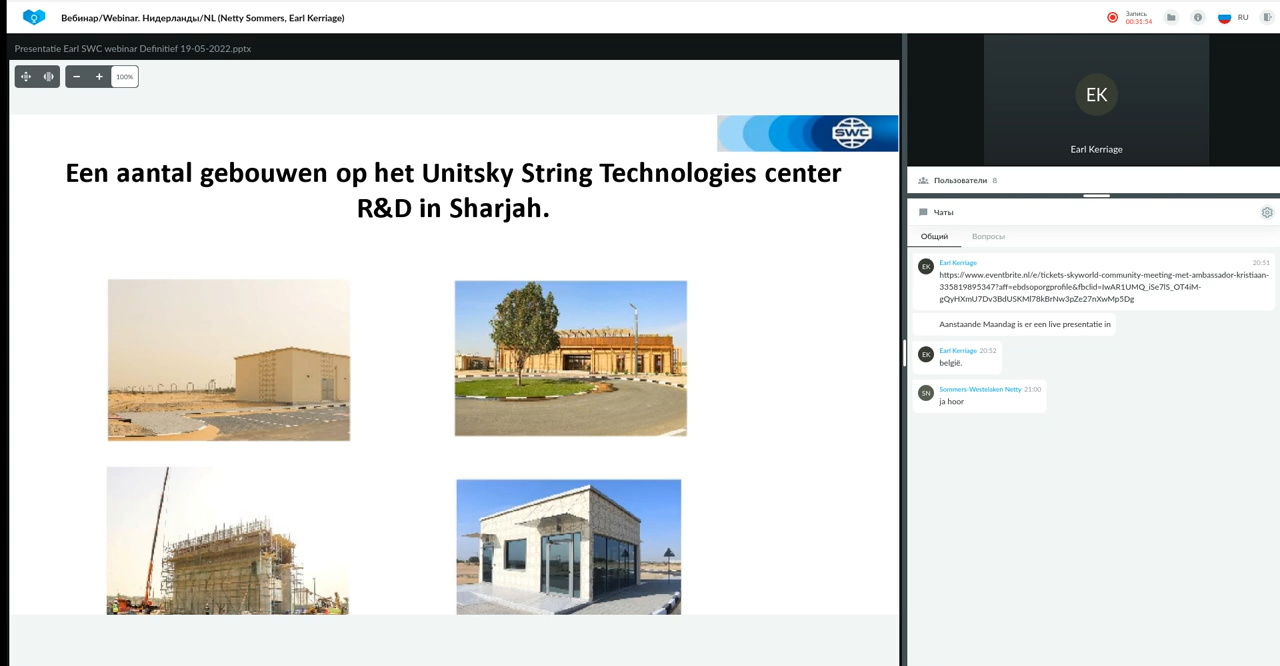 Вебинар/Webinar. Нидерланды/NL (Netty Sommers, Earl Kerriage)
Запись
00:31:54
RU
Presentatie Earl SWC webinar Definitief 19-05-2022.pptx
100%
SWC
Een aantal gebouwen op het Unitsky String Technologies center
R&D in Sharjah.
EK
Earl Kerriage
Пользователи 8
Чаты
Общий
Вопросы
EK
Earl Kerriage
20:51
https://www.eventbrite.nl/e/tickets-skyworld-community-meeting-met-ambassador-kristiaan-
335819895347?aff=ebdsoporgprofile&fbclid=IwAR1UMQ_iSe7lS_OT4iM-
gQyHXmU7Dv3BdUSKMl78kBrNw3pZe27nXwMp5Dg
Aanstaande Maandag is er een live presentatie in
EK
Earl Kerriage 20:52
belgië.
SN
Sommers-Westelaken Netty 21:00
ja hoor